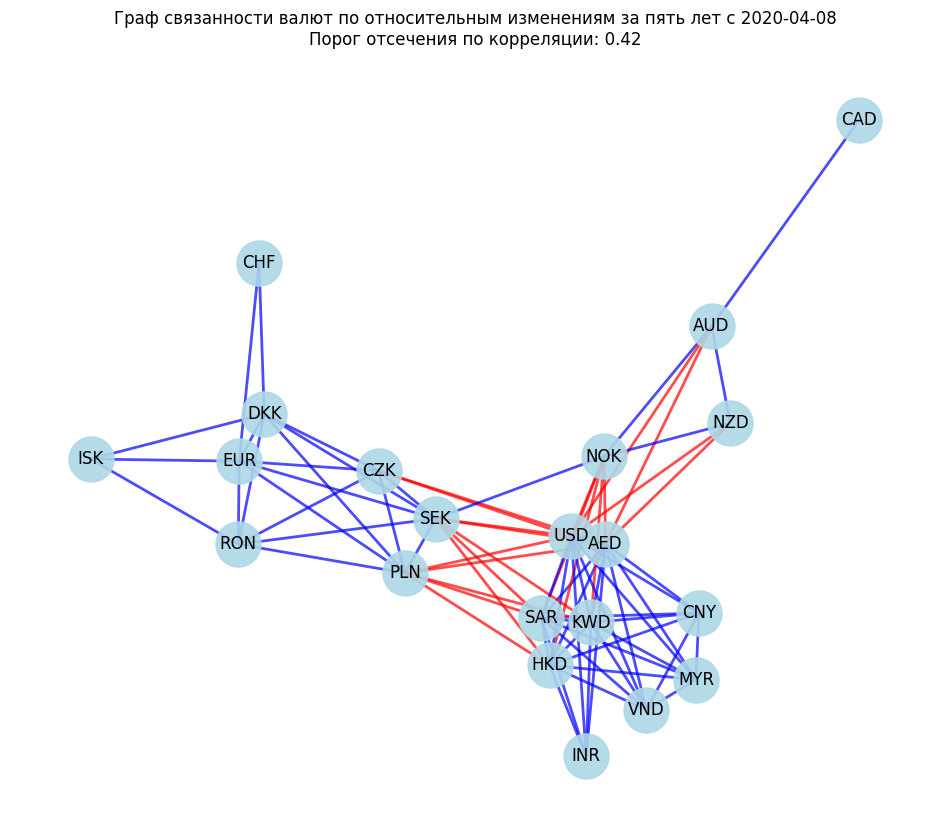 Граф связанности валют по относительным изменениям за пять лет с 2020-04-08
Порог отсечения по корреляции: 0.42
CAD
CHF
AUD
DKK
NZD
ISK
EUR
CZK
NOK
SEK
USD
RON
AED
PLN
SAR
KWD
CNY
HKD
MYR
VND
INR